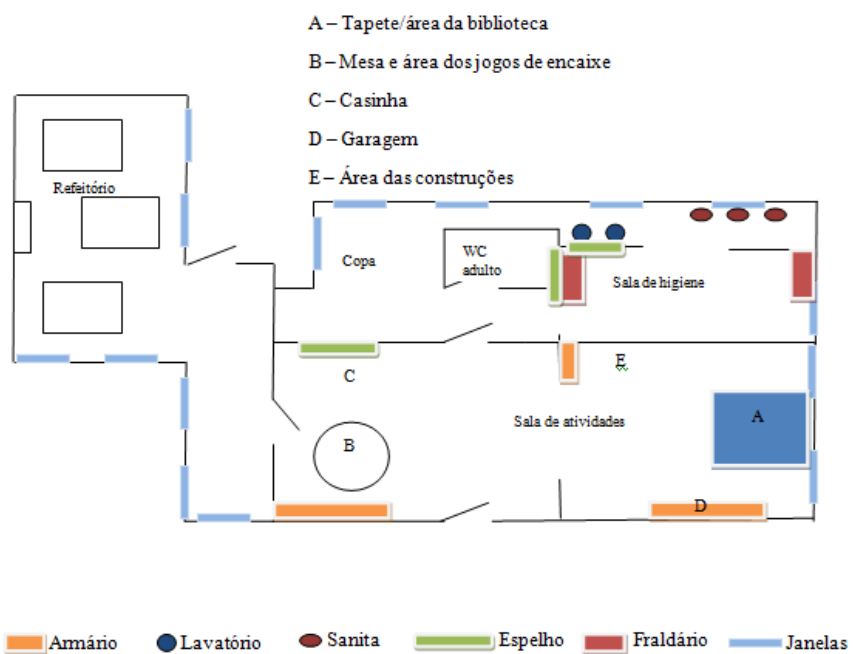 A – Tapete/área da biblioteca
B – Mesa e área dos jogos de encaixe
C – Casinha
D – Garagem
E – Área das construções
Refeitório
Copa
WC
adulto
Sala de higiene
C
E
B
Sala de atividades
A
D
Armário
Lavatório
Sanita
Espelho
Fraldário
Janelas